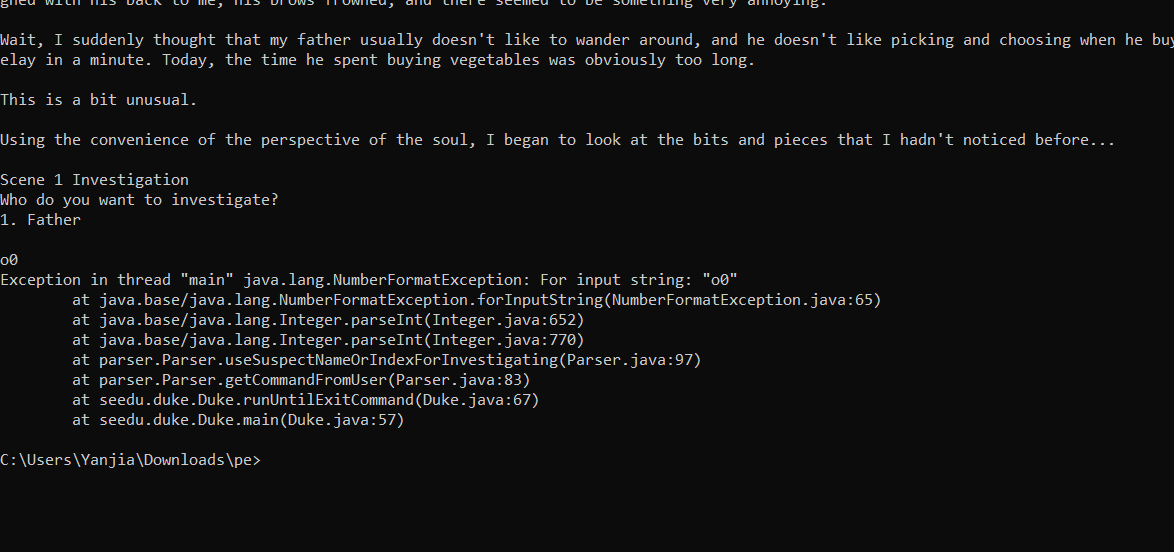 ghed with his back to me, his brows frowned, and there seemed to be something very annoying.
Wait, I suddenly thought that my father usually doesn't like to wander around, and he doesn't like picking and choosing when he buy
elay in a minute. Today, the time he spent buying vegetables was obviously too long.
This is a bit unusual.
Using the convenience of the perspective of the soul, I began to look at the bits and pieces that I hadn't noticed before...
Scene 1 Investigation
Who do you want to investigate?
1. Father
o0
Exception in thread "main" java.lang.NumberFormatException: For input string: "o0"
at java.base/java.lang.NumberFormatException.forInputString(NumberFormatException.java:65)
at java.base/java.lang.Integer.parseInt(Integer.java:652)
at java.base/java.lang.Integer.parseInt(Integer.java:770)
at parser.Parser.useSuspectNameOrIndexForInvestigating(Parser.java:97)
at parser.Parser.getCommandFromUser(Parser.java:83)
at seedu.duke.Duke.runUntilExitCommand(Duke.java:67)
at seedu.duke.Duke.main(Duke.java:57)
C:\Users\Yanjia\Downloads\pe>